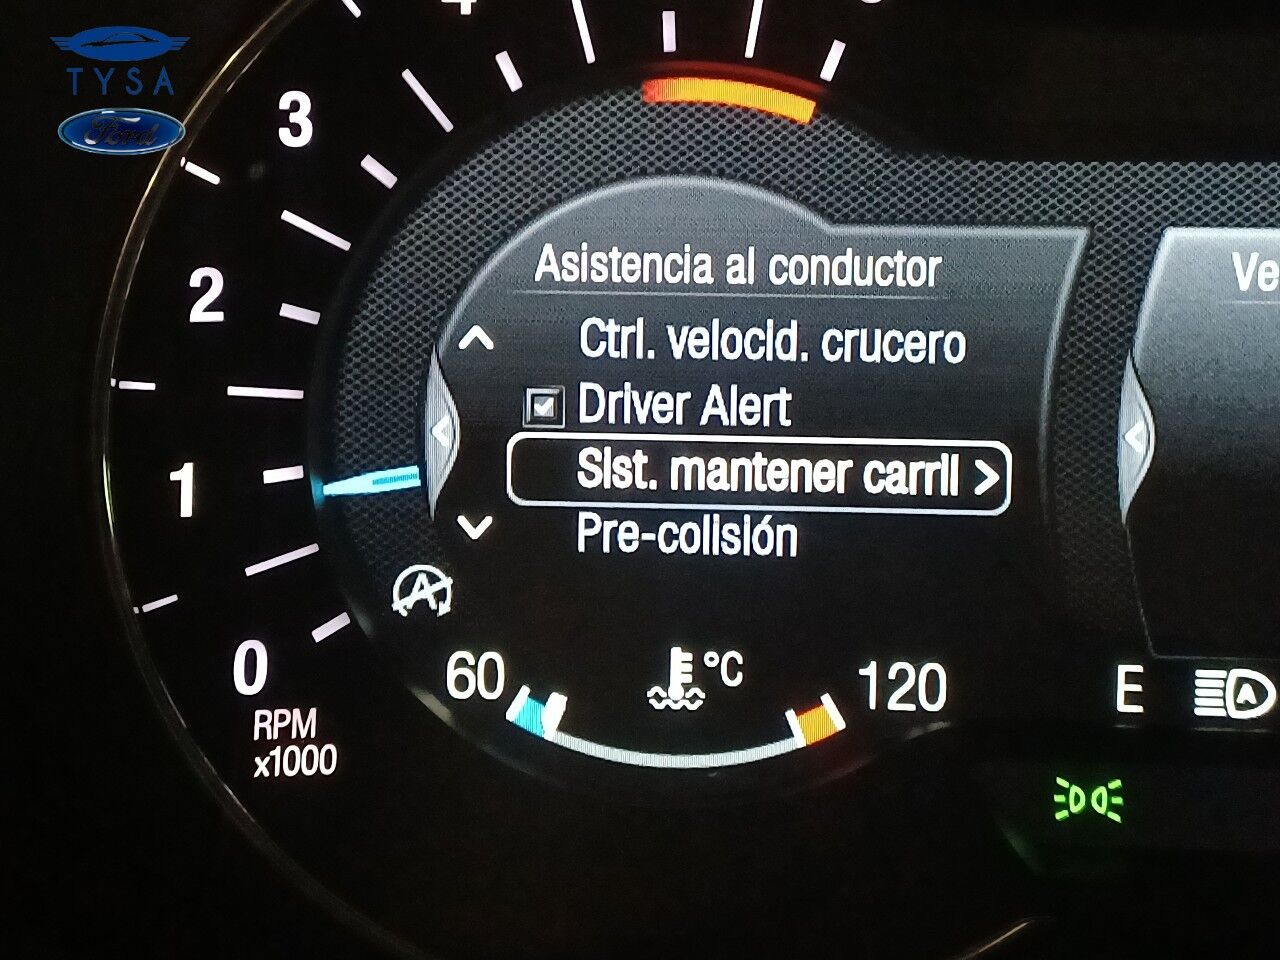 TYSA
Ford
3
2
1
0
RPM
x1000
Asistencia al conductor
Ctrl. velocid. crucero
Driver Alert
Sist. mantener carril
Pre-colisión
60
°C
120
E
A
A
Ve